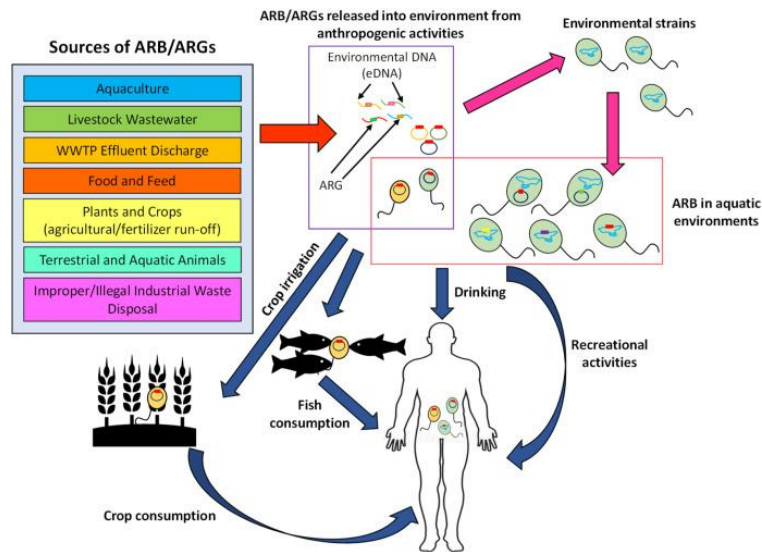 Sources of ARB/ARGs
Aquaculture
Livestock Wastewater
WWTP Effluent Discharge
Food and Feed
Plants and Crops
(agricultural/fertilizer run-off)
Terrestrial and Aquatic Animals
Improper/Illegal Industrial Waste
Disposal
ARB/ARGs released into environment from
anthropogenic activities
Environmental DNA
(eDNA)
ARG
Environmental strains
ARB in aquatic
environments
Crop irrigation
Drinking
Recreational
activities
Fish
consumption
Crop consumption